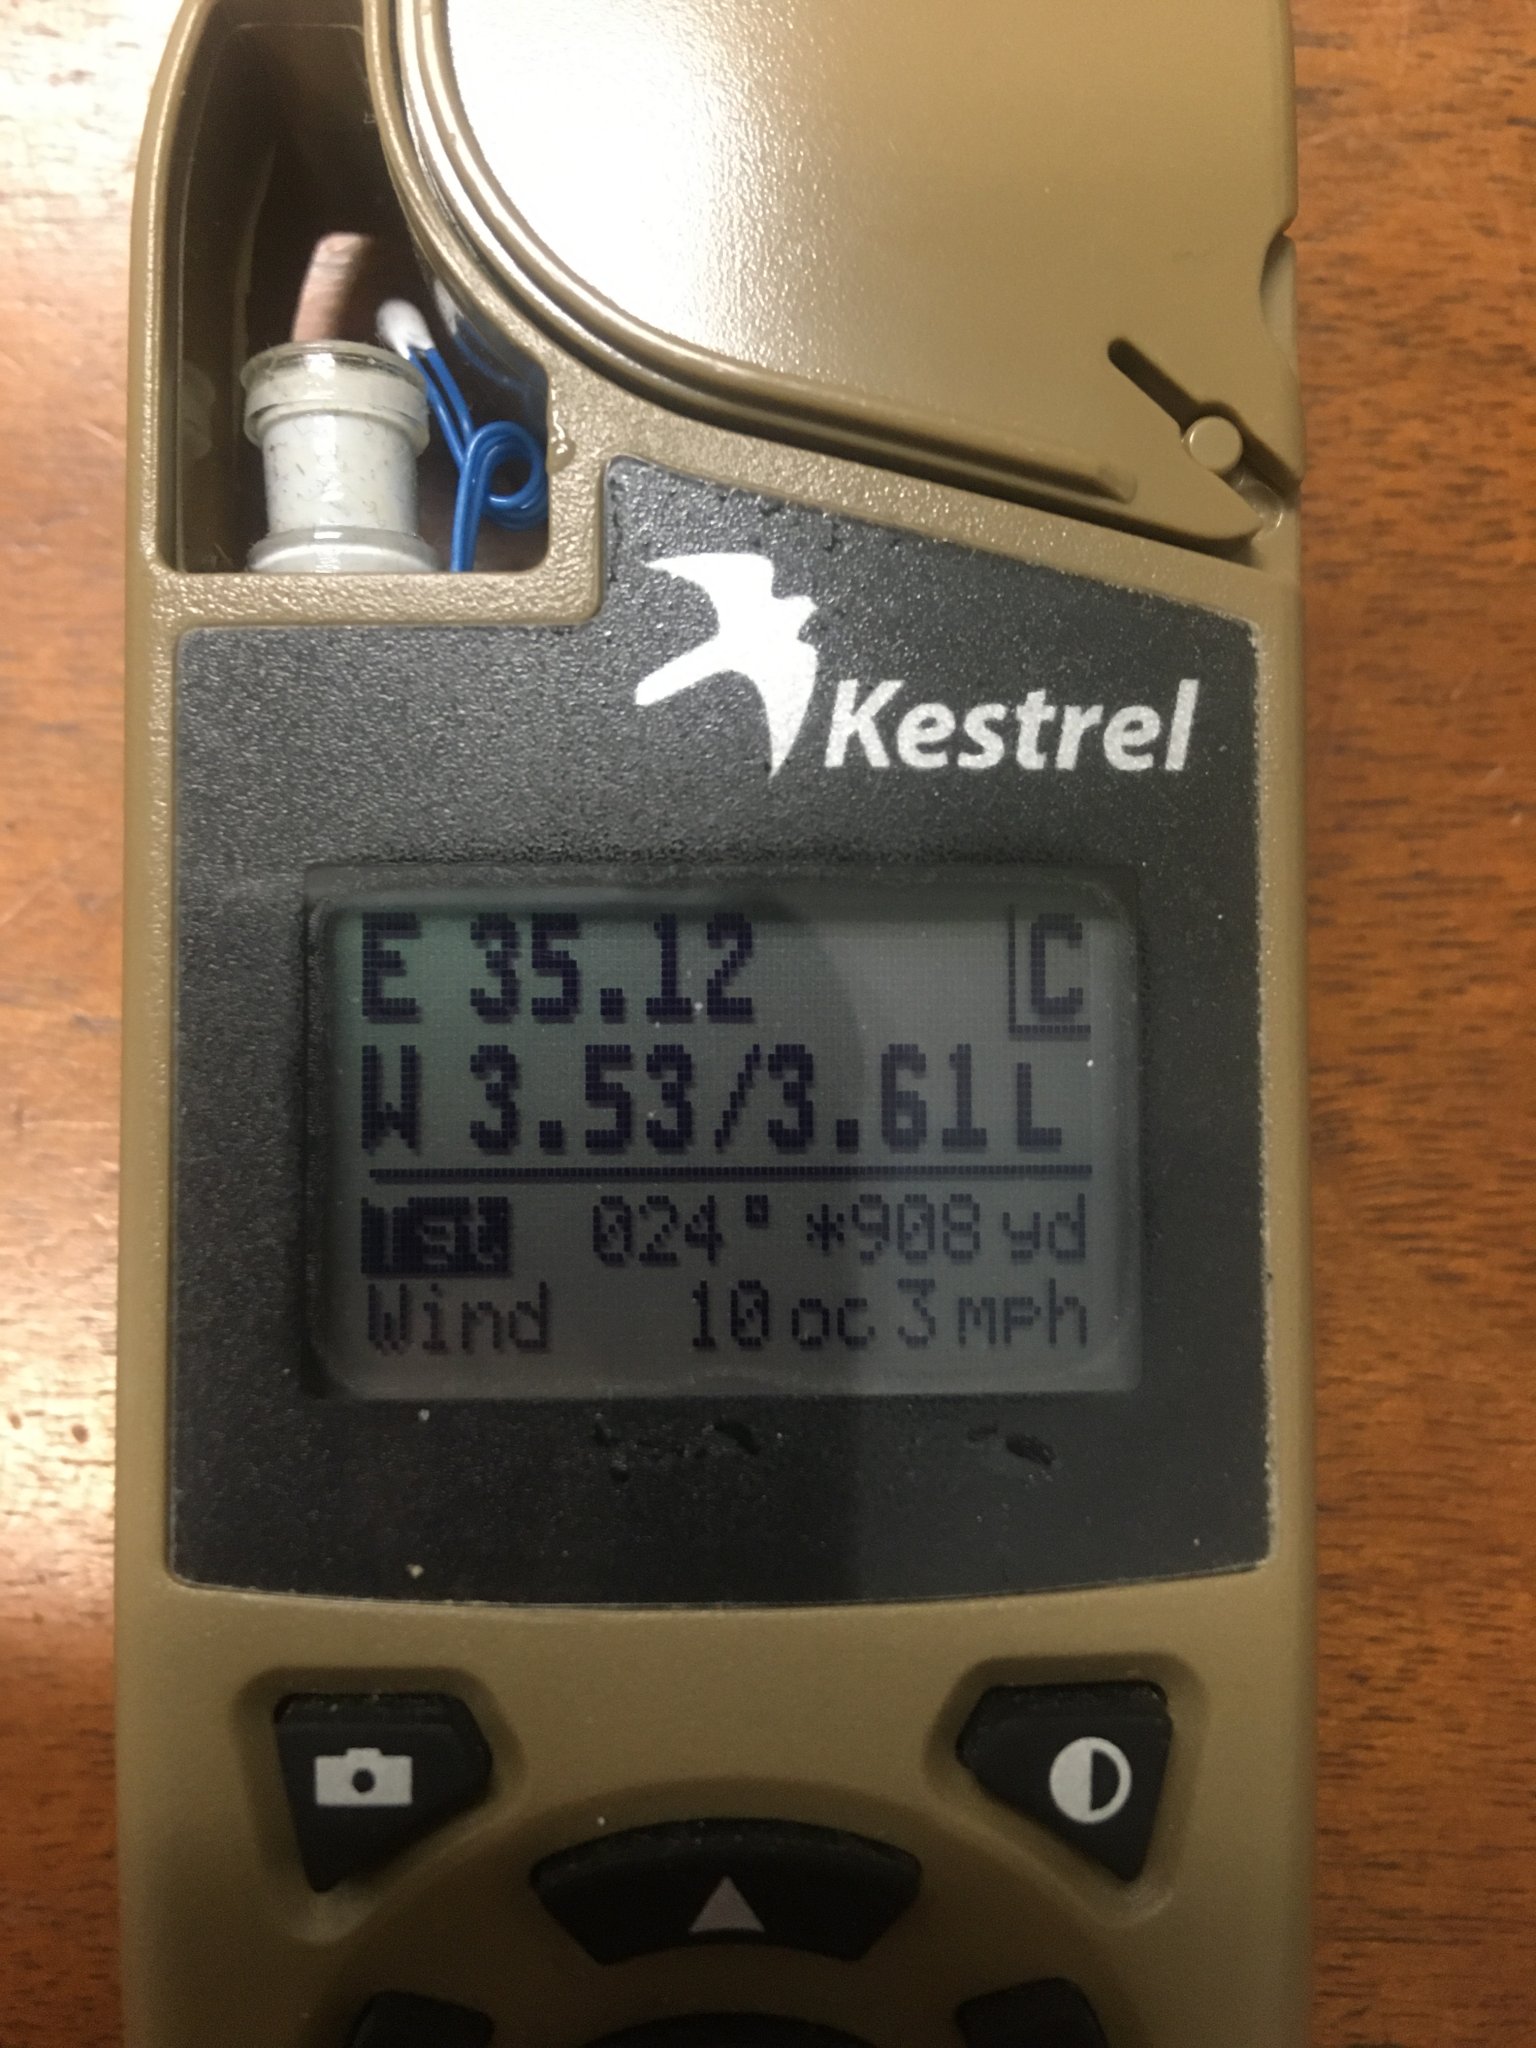 Kestrel
E 35.12 C
W 3.53/3.61 L
024° *908 yd
Wind 10 oc 3 mph